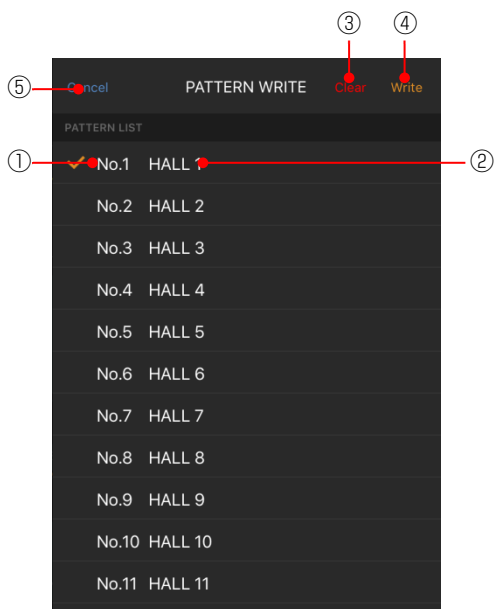 ③ ④
⑤ Cancel PATTERN WRITE Clear Write
PATTERN LIST
① No.1 HALL 1 ②
No.2 HALL 2
No.3 HALL 3
No.4 HALL 4
No.5 HALL 5
No.6 HALL 6
No.7 HALL 7
No.8 HALL 8
No.9 HALL 9
No.10 HALL 10
No.11 HALL 11